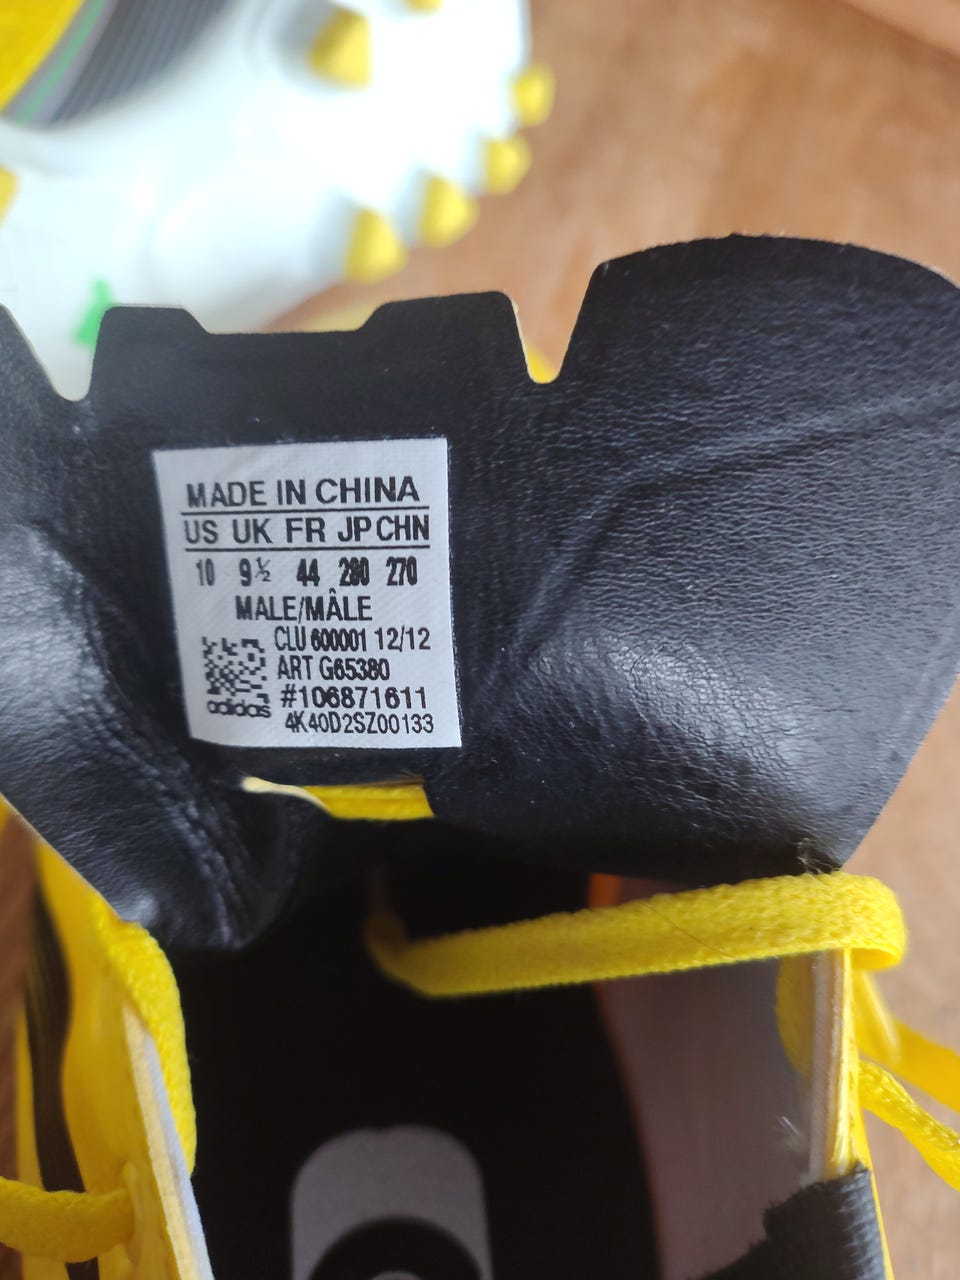 MADE IN CHINA
US UK FR JP CHN
10 9½ 44 280 270
MALE/MÂLE
CLU 600001 12/12
ART G65380
#106871611
adidas
4K40D2SZ00133